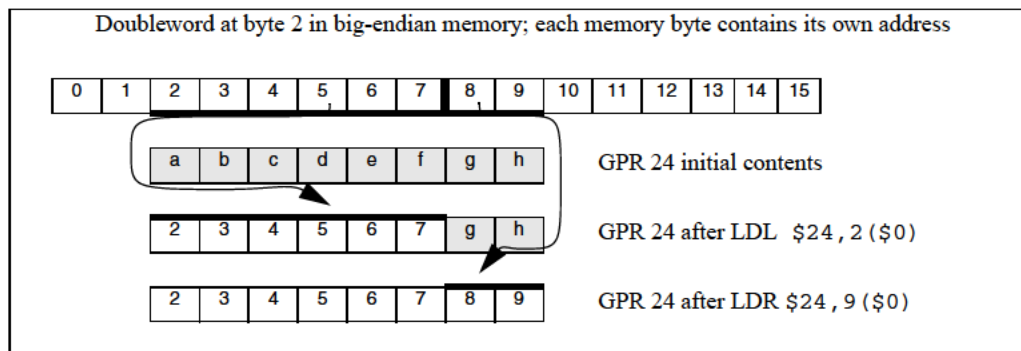 Doubleword at byte 2 in big-endian memory; each memory byte contains its own address
0 1 2 3 4 5 6 7 8 9 10 11 12 13 14 15
a b c d e f g h GPR 24 initial contents
2 3 4 5 6 7 g h GPR 24 after LDL $24,2($0)
2 3 4 5 6 7 8 9 GPR 24 after LDR $24,9($0)